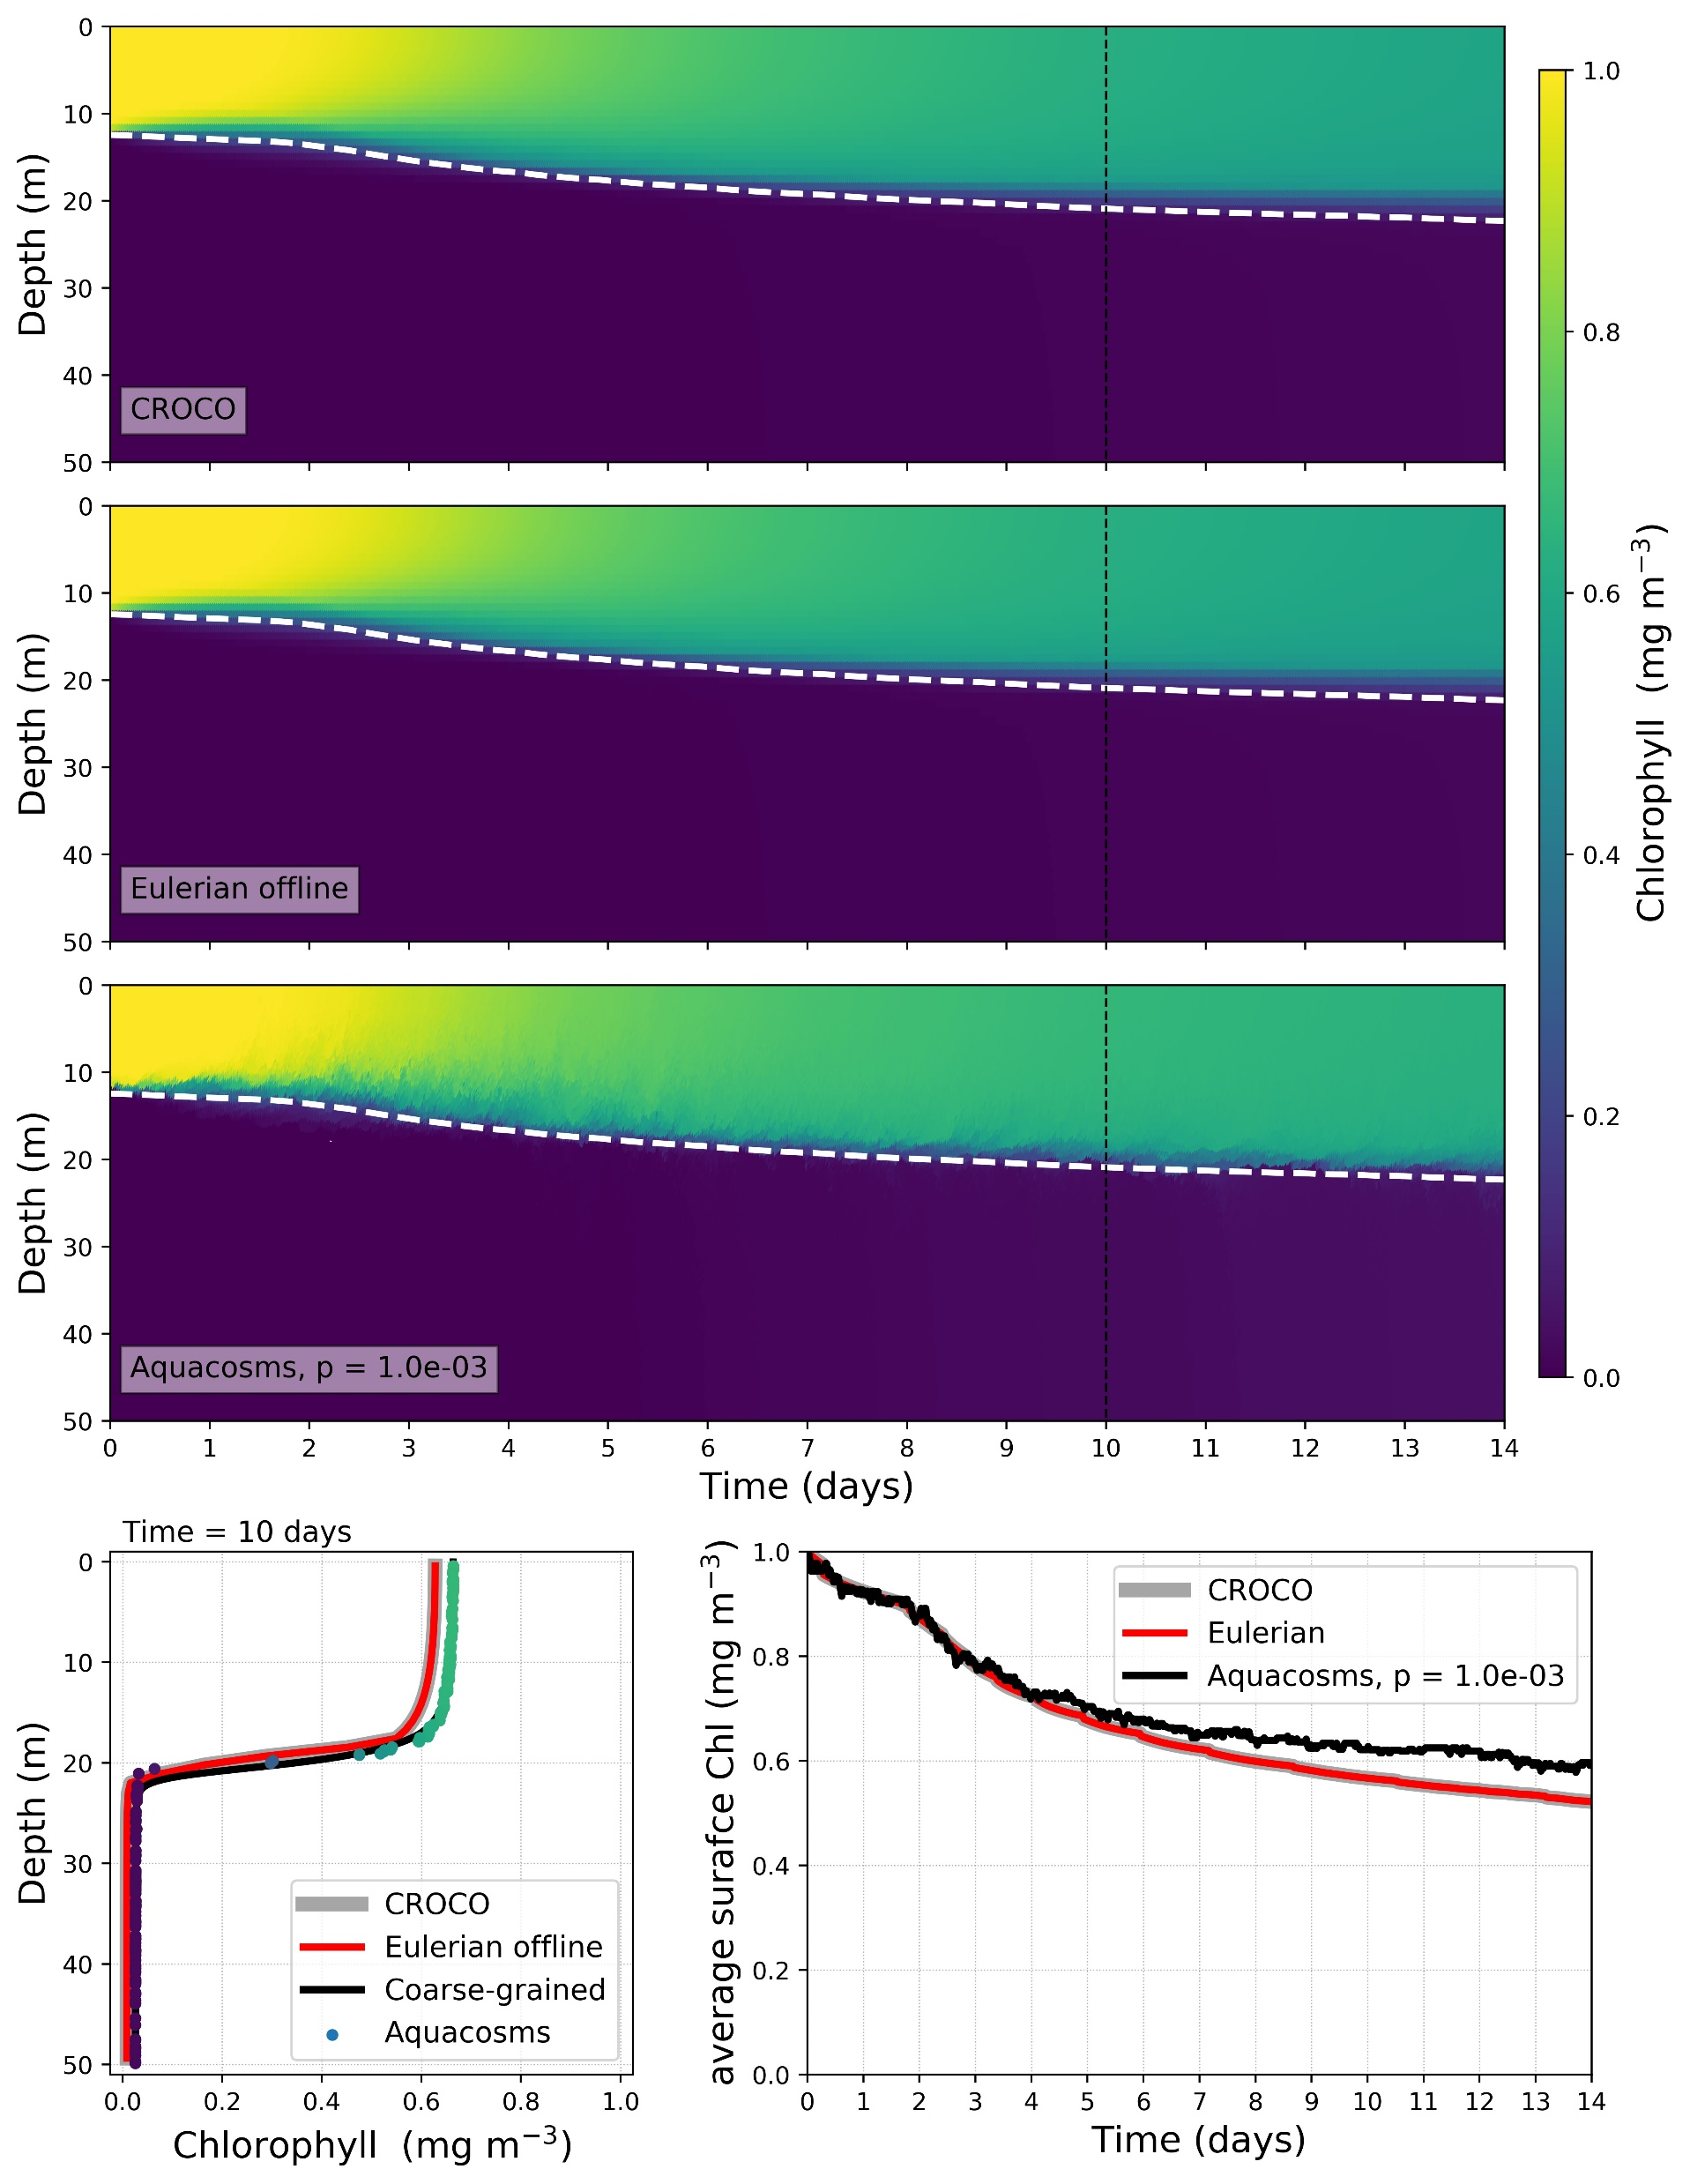 0
10
20
30
40
50
Depth (m)
CROCO
0
10
20
30
40
50
Depth (m)
Eulerian offline
0
10
20
30
40
50
Depth (m)
Aquacosms, p = 1.0e-03
0 1 2 3 4 5 6 7 8 9 10 11 12 13 14
Time (days)
1.0
0.8
0.6
0.4
0.2
0.0
Chlorophyll (mg m⁻³)
Time = 10 days
0
10
20
30
40
50
Depth (m)
CROCO
Eulerian offline
Coarse-grained
Aquacosms
0.0 0.2 0.4 0.6 0.8 1.0
Chlorophyll (mg m⁻³)
1.0
0.8
0.6
0.4
0.2
0.0
average surafce Chl (mg m⁻³)
CROCO
Eulerian
Aquacosms, p = 1.0e-03
0 1 2 3 4 5 6 7 8 9 10 11 12 13 14
Time (days)